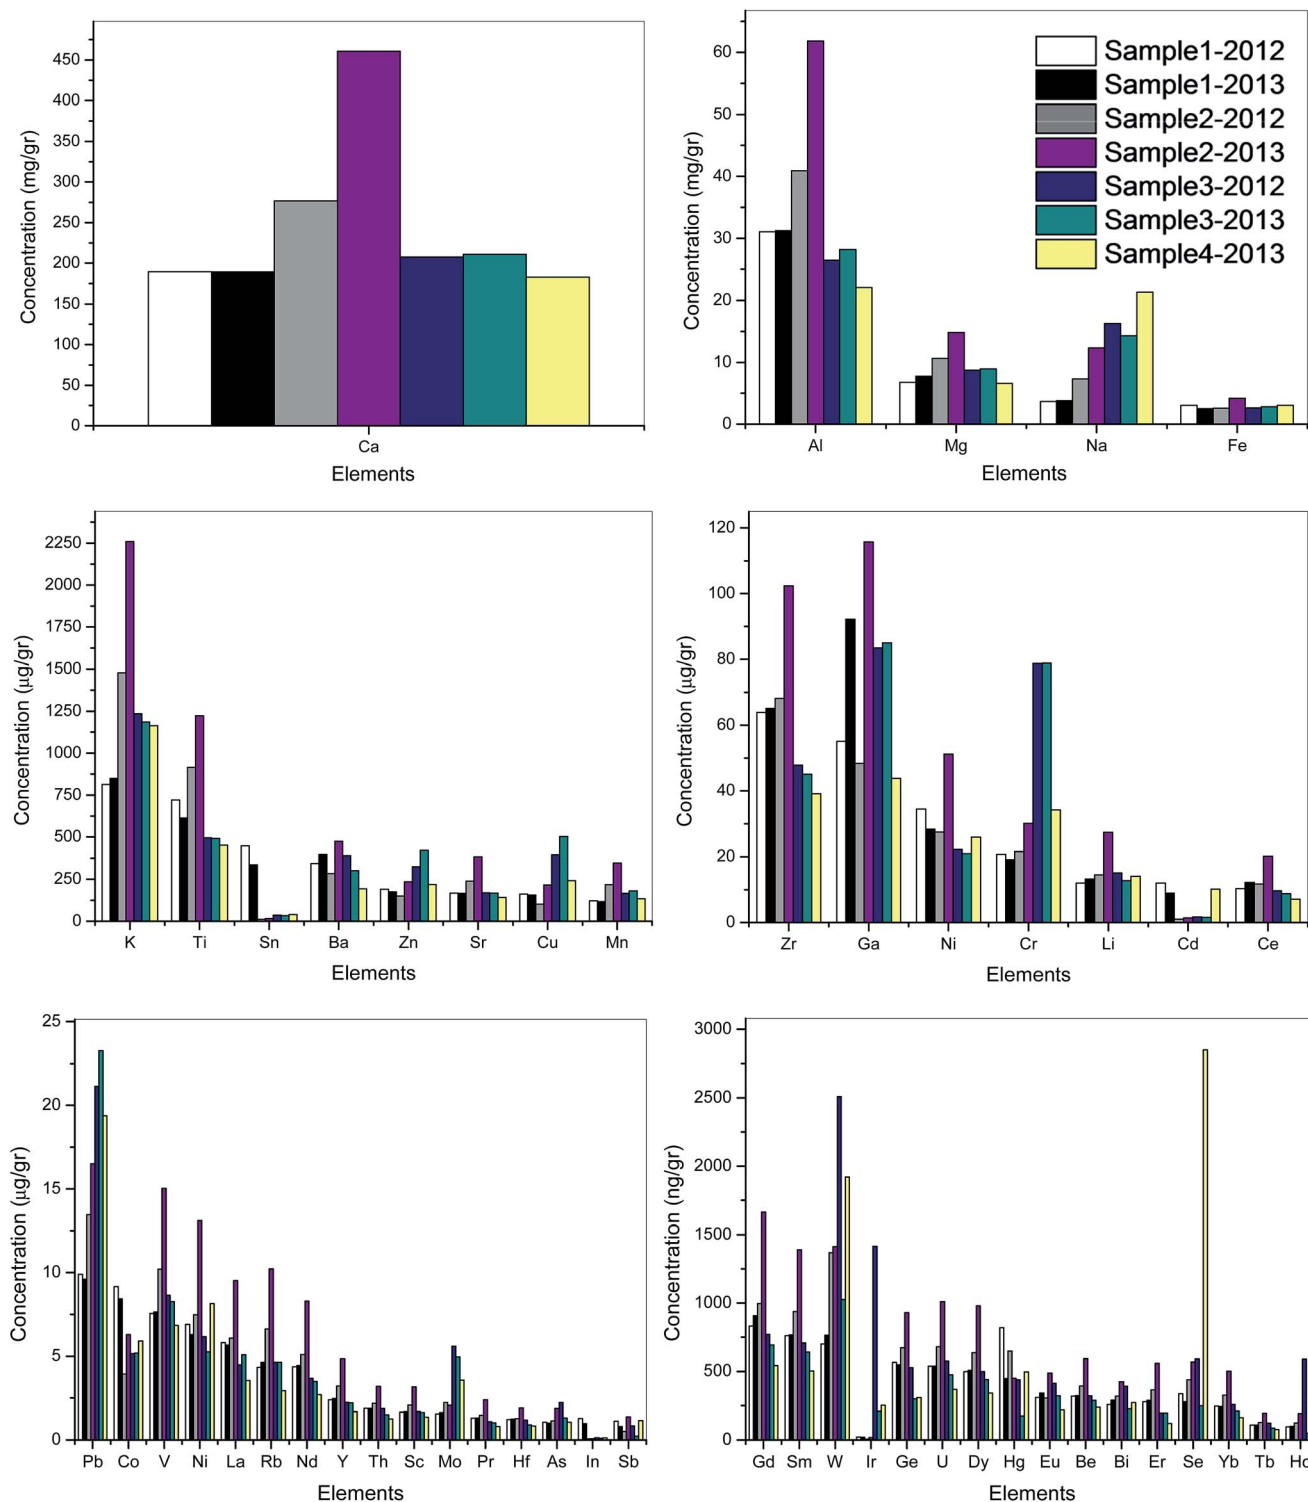 Concentration (mg/gr)
450
400
350
300
250
200
150
100
50
0
Ca
Elements
Concentration (mg/gr)
60
50
40
30
20
10
0
Al Mg Na Fe
Elements
Sample1-2012
Sample1-2013
Sample2-2012
Sample2-2013
Sample3-2012
Sample3-2013
Sample4-2013
Concentration (µg/gr)
2250
2000
1750
1500
1250
1000
750
500
250
0
K Ti Sn Ba Zn Sr Cu Mn
Elements
Concentration (µg/gr)
120
100
80
60
40
20
0
Zr Ga Ni Cr Li Cd Ce
Elements
Concentration (µg/gr)
25
20
15
10
5
0
Pb Co V Ni La Rb Nd Y Th Sc Mo Pr Hf As In Sb
Elements
Concentration (ng/gr)
3000
2500
2000
1500
1000
500
0
Gd Sm W Ir Ge U Dy Hg Eu Be Bi Er Se Yb Tb Ho
Elements